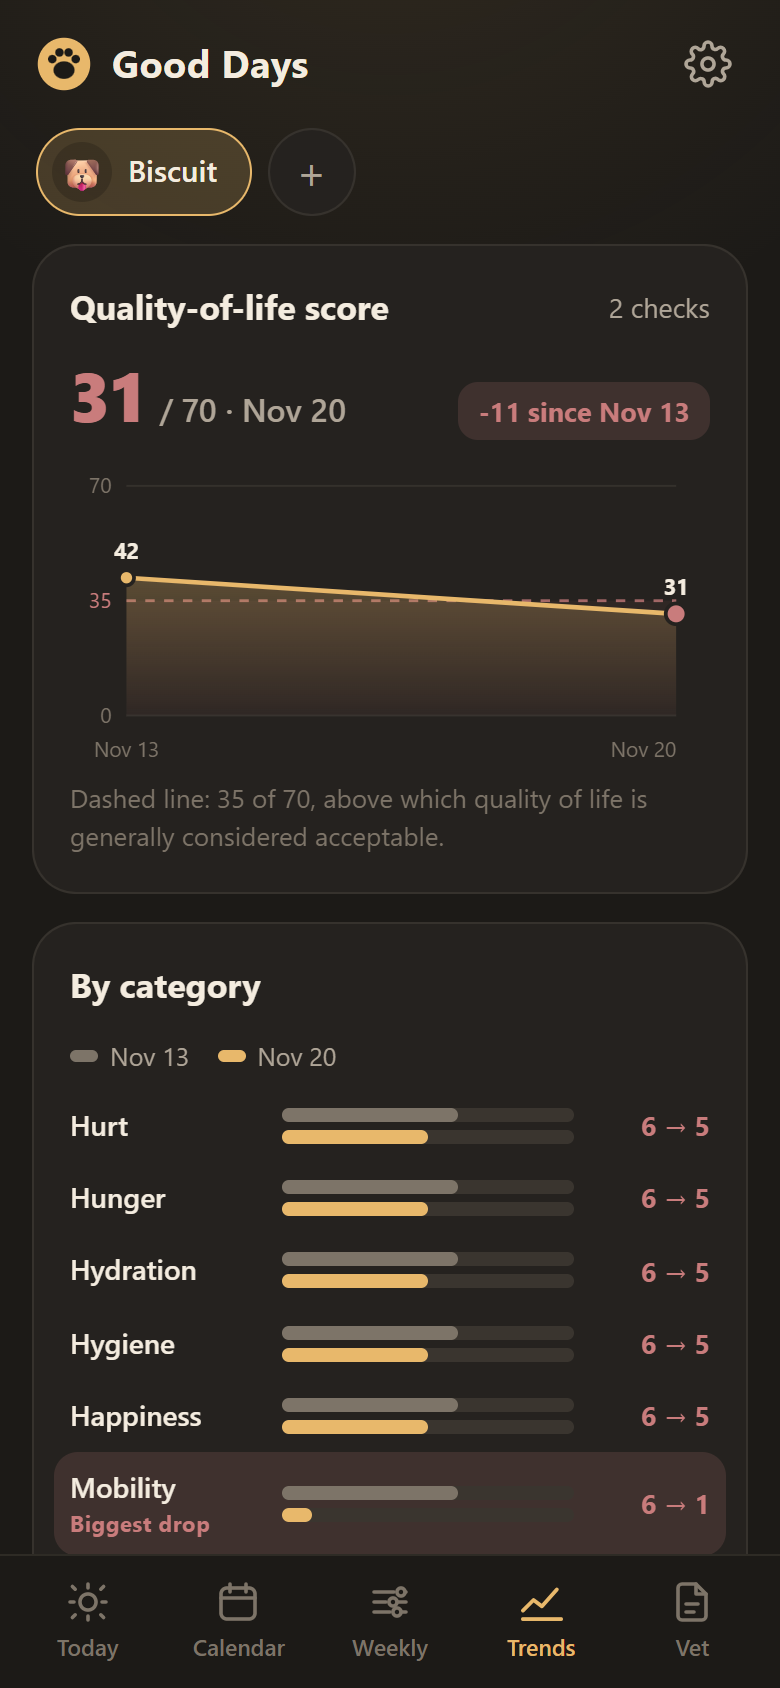 Good Days
Biscuit
+
Quality-of-life score
2 checks
31 / 70 · Nov 20
-11 since Nov 13
70
42
31
35
0
Nov 13
Nov 20
Dashed line: 35 of 70, above which quality of life is
generally considered acceptable.
By category
Nov 13
Nov 20
Hurt
6 → 5
Hunger
6 → 5
Hydration
6 → 5
Hygiene
6 → 5
Happiness
6 → 5
Mobility
6 → 1
Biggest drop
Today
Calendar
Weekly
Trends
Vet